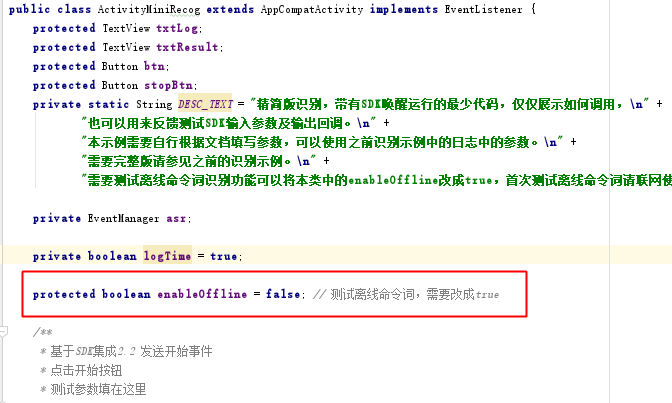 public class ActivityMiniRecog extends AppCompatActivity implements EventListener {
protected TextView txtLog;
protected TextView txtResult;
protected Button btn;
protected Button stopBtn;
private static String DESC_TEXT = "精简版识别，带有SDK唤醒运行的最少代码，仅仅展示如何调用，\n" +
"也可以用来反馈测试SDK输入参数及输出回调。\n" +
"本示例需要自行根据文档填写参数，可以使用之前识别示例中的日志中的参数。\n" +
"需要完整版请参见之前的识别示例。\n" +
"需要测试离线命令词识别功能可以将本类中的enableOffline改成true，首次测试离线命令词请联网使
private EventManager asr;
private boolean logTime = true;
protected boolean enableOffline = false; // 测试离线命令词，需要改成true
/**
* 基于SDK集成2.2 发送开始事件
* 点击开始按钮
* 测试参数填在这里